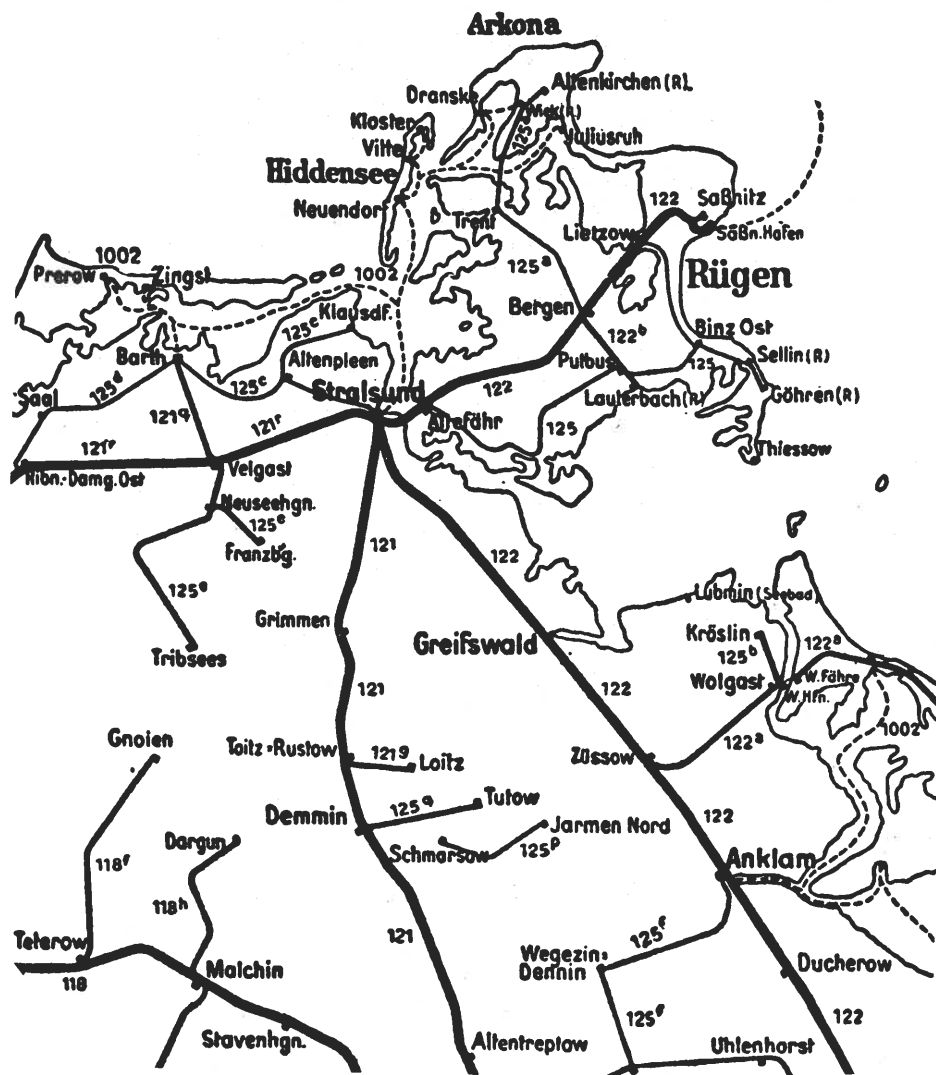 Arkona
Altenkirchen (R).
Dranske
Wiek (R)
Kloster
125ª
Juliusruh
Vitte
Hiddensee
Neuendorf
122
Saßnitz
Trent
Lietzow
Saßn. Hafen
1002
Prerow
Zingst
1002
125ª
Rügen
Klausdf.
Bergen
125ᶜ
122ᵇ
Binz Ost
Barth
Altenpleen
Putbus
Sellin (R)
125ᵈ
125ᶜ
Stralsund
122
125
Saal
Lauterbach (R)
Göhren (R)
121q
121ʳ
Altefähr
125
121ʳ
Thiessow
Ribn.-Damg. Ost
Velgast
Neuseehgn.
125ᵉ
Franzbg.
121
122
125ᵉ
Lubmin (Seebad)
Grimmen
Greifswald
Kröslin
122ª
Tribsees
125ᵇ
Wolgast
W. Fähre
W. Hfn.
121
122
1002
Gnoien
Toitz-Rustow
121ᵍ
Loitz
Züssow
122ª
Tutow
125q
Demmin
122
Jarmen Nord
Dargun
Schmarsow
125ᵖ
118ᶠ
Anklam
118ʰ
121
125ᶠ
Teterow
Wegezin-
Dennin
118
Malchin
Ducherow
125ᶠ
122
Stavenhgn.
Altentreptow
Uhlenhorst